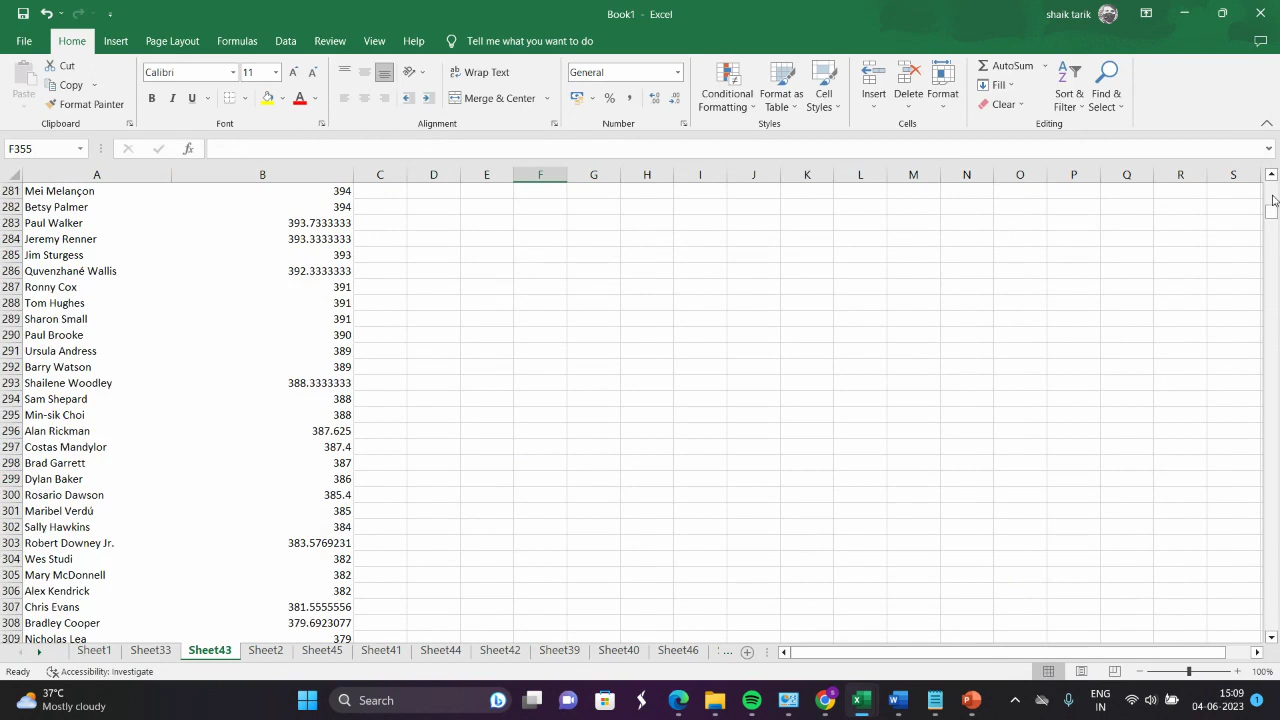 Book1 - Excel
shaik tarik
File Home Insert Page Layout Formulas Data Review View Help Tell me what you want to do
Paste
Cut
Copy
Format Painter
Clipboard
Calibri 11
B I U
Font
Wrap Text
Merge & Center
Alignment
General
Number
Conditional Formatting
Format as Table
Cell Styles
Styles
Insert Delete Format
Cells
AutoSum
Fill
Clear
Sort & Filter
Find & Select
Editing
F355
fx
A B C D E F G H I J K L M N O P Q R S
281 Mei Melançon 394
282 Betsy Palmer 394
283 Paul Walker 393.7333333
284 Jeremy Renner 393.3333333
285 Jim Sturgess 393
286 Quvenzhané Wallis 392.3333333
287 Ronny Cox 391
288 Tom Hughes 391
289 Sharon Small 391
290 Paul Brooke 390
291 Ursula Andress 389
292 Barry Watson 389
293 Shailene Woodley 388.3333333
294 Sam Shepard 388
295 Min-sik Choi 388
296 Alan Rickman 387.625
297 Costas Mandylor 387.4
298 Brad Garrett 387
299 Dylan Baker 386
300 Rosario Dawson 385.4
301 Maribel Verdú 385
302 Sally Hawkins 384
303 Robert Downey Jr. 383.5769231
304 Wes Studi 382
305 Mary McDonnell 382
306 Alex Kendrick 382
307 Chris Evans 381.5555556
308 Bradley Cooper 379.6923077
309 Nicholas Lea 379
Sheet1 Sheet33 Sheet43 Sheet2 Sheet45 Sheet41 Sheet44 Sheet42 Sheet39 Sheet40 Sheet46 ...
Ready Accessibility: Investigate 100%
37°C
Mostly cloudy
Search
ENG
IN
15:09
04-06-2023